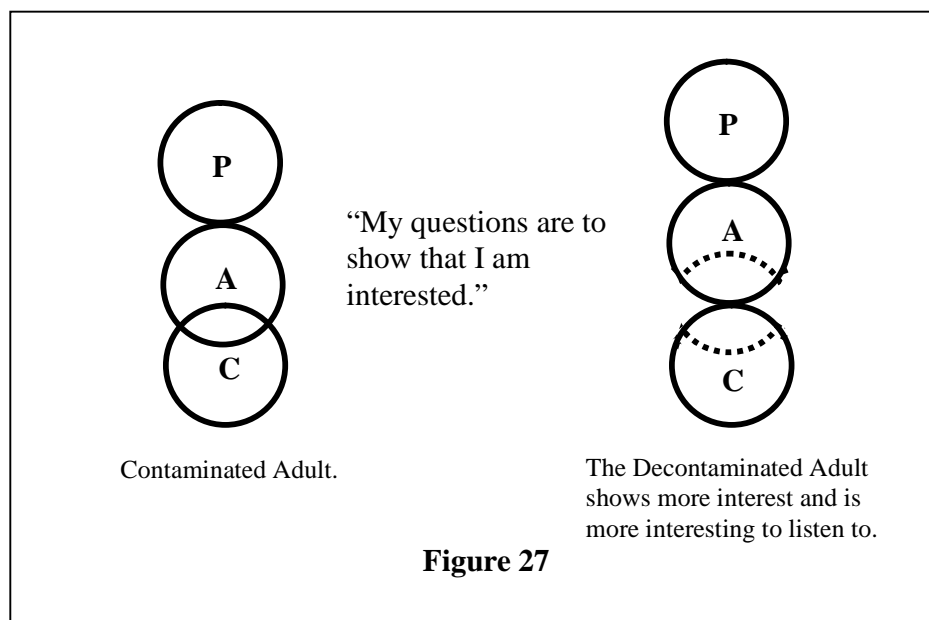 P
A
C
“My questions are to
show that I am
interested.”
P
A
C
Contaminated Adult.
The Decontaminated Adult
shows more interest and is
more interesting to listen to.
Figure 27